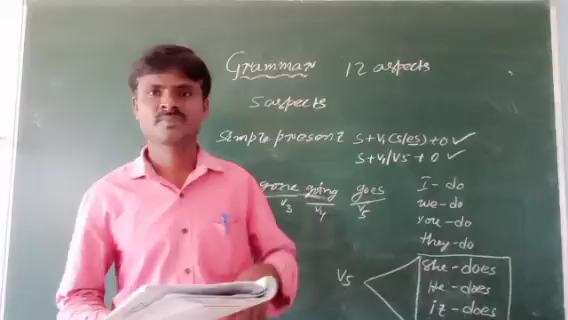 Grammar 12 aspects
5 aspects
Simple present S+V₁(s/es)+O ✓
S+V₁/V5+O ✓
gone going goes
V3 V4 V5
I-do
we-do
you-do
they-do
V5
She-does
He-does
it-does